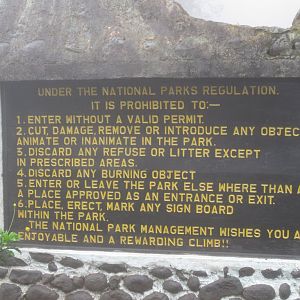 UNDER THE NATIONAL PARKS REGULATION.
IT IS PROHIBITED TO:-
1. ENTER WITHOUT A VALID PERMIT.
2. CUT, DAMAGE, REMOVE OR INTRODUCE ANY OBJEC
ANIMATE OR INANIMATE IN THE PARK.
3. DISCARD ANY REFUSE OR LITTER EXCEPT
IN PRESCRIBED AREAS.
4. DISCARD ANY BURNING OBJECT
5. ENTER OR LEAVE THE PARK ELSE WHERE THAN A
A PLACE APPROVED AS AN ENTRANCE OR EXIT.
6. PLACE, ERECT, MARK ANY SIGN BOARD
WITHIN THE PARK.
THE NATIONAL PARK MANAGEMENT WISHES YOU A
ENJOYABLE AND A REWARDING CLIMB!!